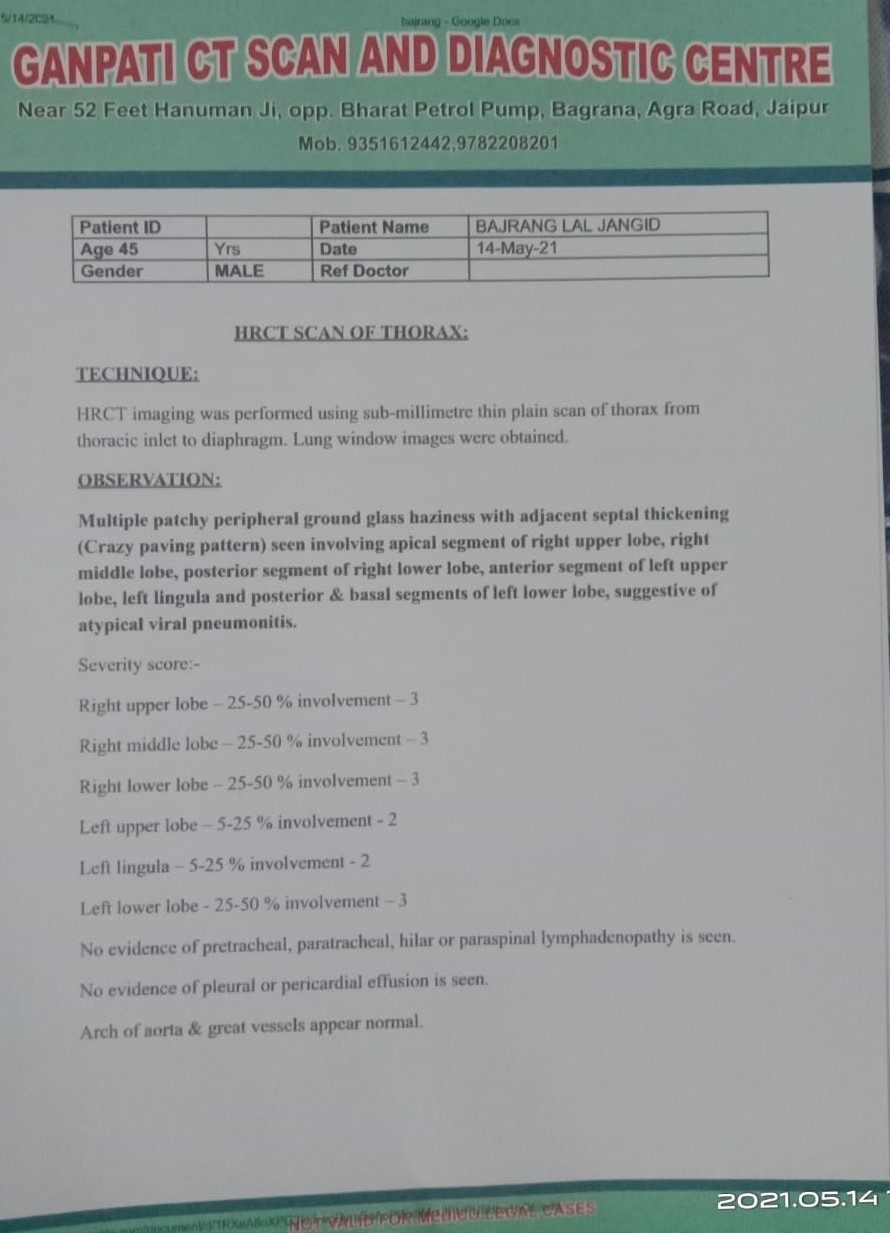 5/14/2021
bajrang - Google Docs
GANPATI CT SCAN AND DIAGNOSTIC CENTRE
Near 52 Feet Hanuman Ji, opp. Bharat Petrol Pump, Bagrana, Agra Road, Jaipur
Mob. 9351612442,9782208201
Patient ID Patient Name BAJRANG LAL JANGID
Age 45 Yrs Date 14-May-21
Gender MALE Ref Doctor
HRCT SCAN OF THORAX:
TECHNIQUE:
HRCT imaging was performed using sub-millimetre thin plain scan of thorax from
thoracic inlet to diaphragm. Lung window images were obtained.
OBSERVATION:
Multiple patchy peripheral ground glass haziness with adjacent septal thickening
(Crazy paving pattern) seen involving apical segment of right upper lobe, right
middle lobe, posterior segment of right lower lobe, anterior segment of left upper
lobe, left lingula and posterior & basal segments of left lower lobe, suggestive of
atypical viral pneumonitis.
Severity score:-
Right upper lobe – 25-50 % involvement – 3
Right middle lobe – 25-50 % involvement – 3
Right lower lobe – 25-50 % involvement – 3
Left upper lobe – 5-25 % involvement - 2
Left lingula – 5-25 % involvement - 2
Left lower lobe - 25-50 % involvement – 3
No evidence of pretracheal, paratracheal, hilar or paraspinal lymphadenopathy is seen.
No evidence of pleural or pericardial effusion is seen.
Arch of aorta & great vessels appear normal.
2021.05.14
NOT VALID FOR MEDICO LEGAL CASES